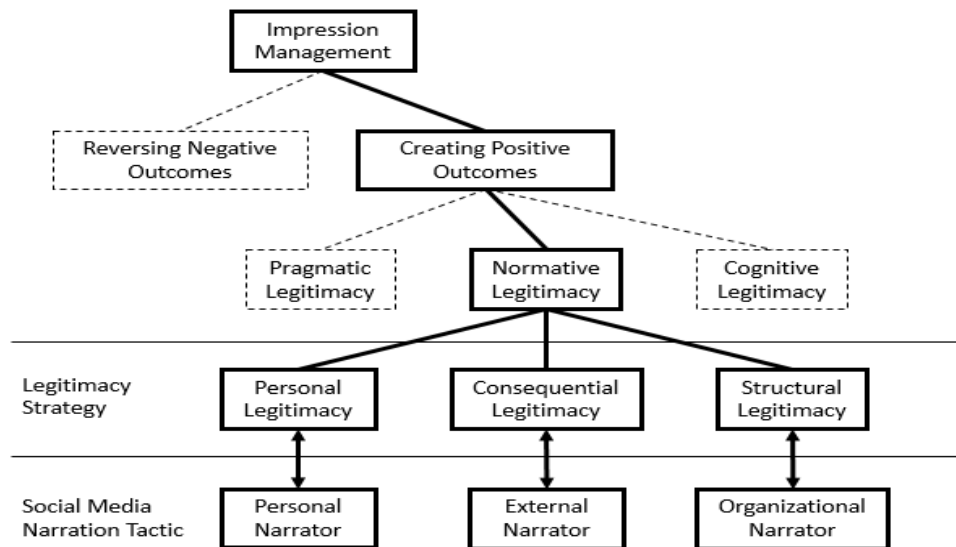 Impression
Management
Reversing Negative
Outcomes
Creating Positive
Outcomes
Pragmatic
Legitimacy
Normative
Legitimacy
Cognitive
Legitimacy
Legitimacy
Strategy
Personal
Legitimacy
Consequential
Legitimacy
Structural
Legitimacy
Social Media
Narration Tactic
Personal
Narrator
External
Narrator
Organizational
Narrator